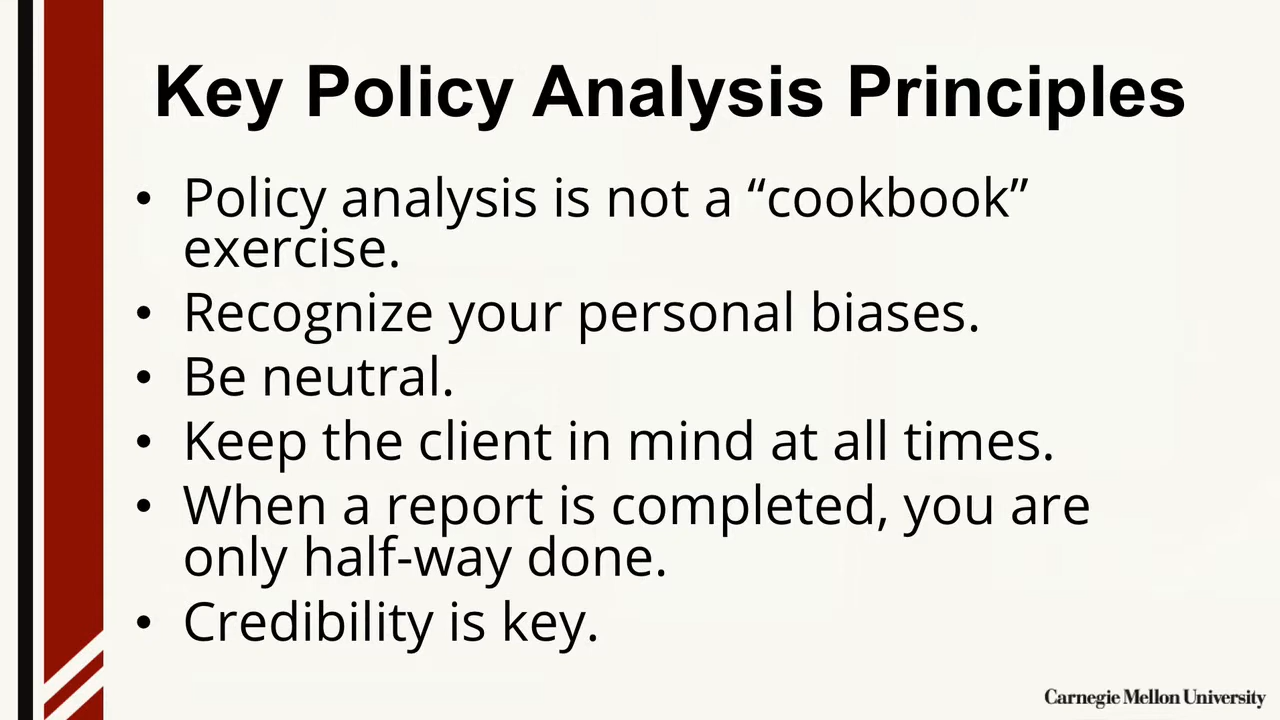 Key Policy Analysis Principles
• Policy analysis is not a “cookbook”
exercise.
• Recognize your personal biases.
• Be neutral.
• Keep the client in mind at all times.
• When a report is completed, you are
only half-way done.
• Credibility is key.
Carnegie Mellon University